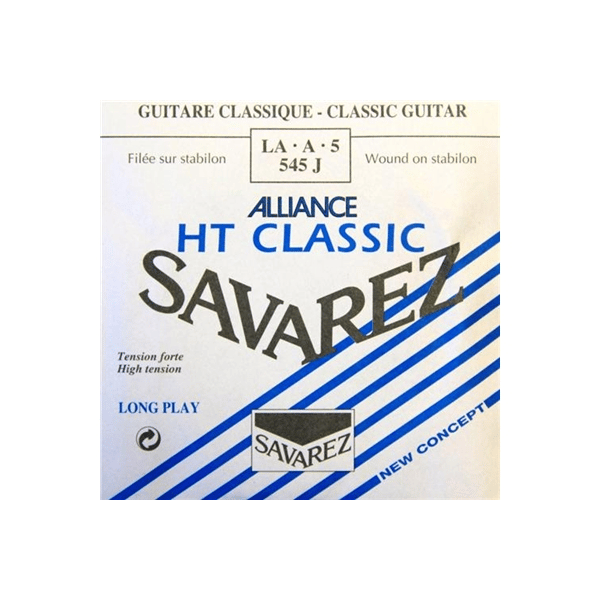 GUITARE CLASSIQUE - CLASSIC GUITAR
LA · A · 5
545 J
Filée sur stabilon
Wound on stabilon
ALLIANCE
HT CLASSIC
SAVAREZ
Tension forte
High tension
LONG PLAY
SAVAREZ
NEW CONCEPT